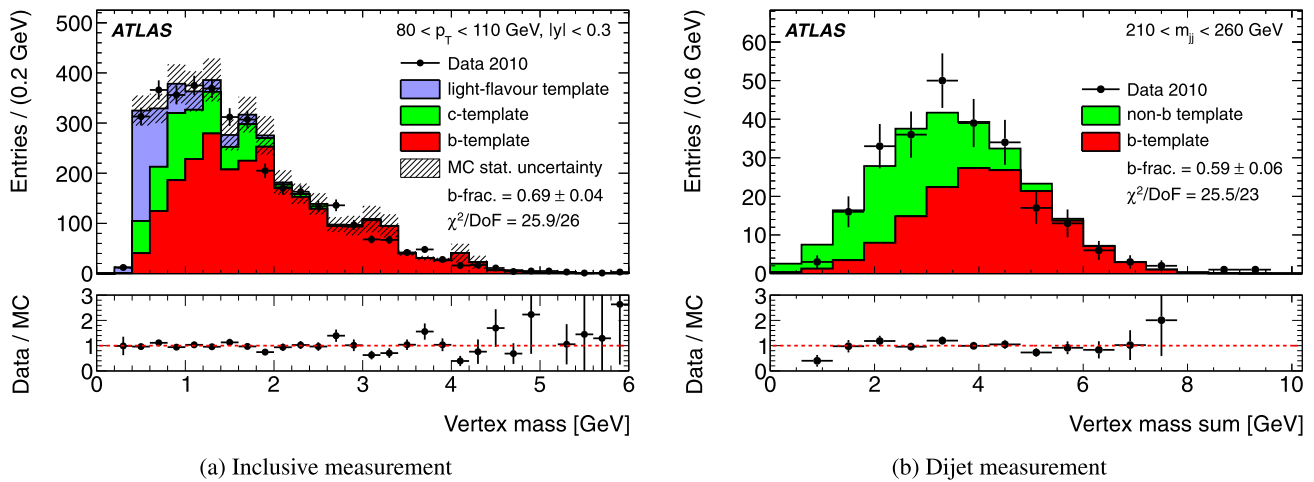 ATLAS
80 < p_T < 110 GeV, |y| < 0.3
Data 2010
light-flavour template
c-template
b-template
MC stat. uncertainty
b-frac. = 0.69 ± 0.04
χ²/DoF = 25.9/26
Entries / (0.2 GeV)
500
400
300
200
100
0
Data / MC
3
2
1
0
0 1 2 3 4 5 6
Vertex mass [GeV]
(a) Inclusive measurement
ATLAS
210 < m_jj < 260 GeV
Data 2010
non-b template
b-template
b-frac. = 0.59 ± 0.06
χ²/DoF = 25.5/23
Entries / (0.6 GeV)
60
50
40
30
20
10
0
Data / MC
3
2
1
0
0 2 4 6 8 10
Vertex mass sum [GeV]
(b) Dijet measurement